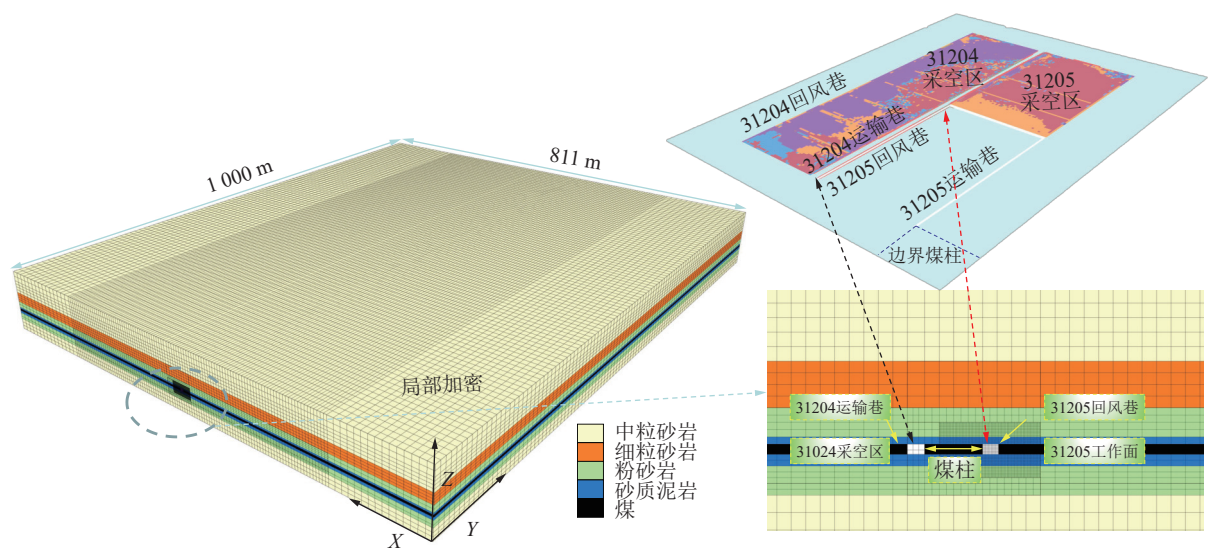 1 000 m
811 m
局部加密
中粒砂岩
细粒砂岩
粉砂岩
砂质泥岩
煤
Z
X
Y
31204回风巷
31204
采空区
31205
采空区
31204运输巷
31205回风巷
31205运输巷
边界煤柱
31204运输巷
31205回风巷
31024采空区
31205工作面
煤柱